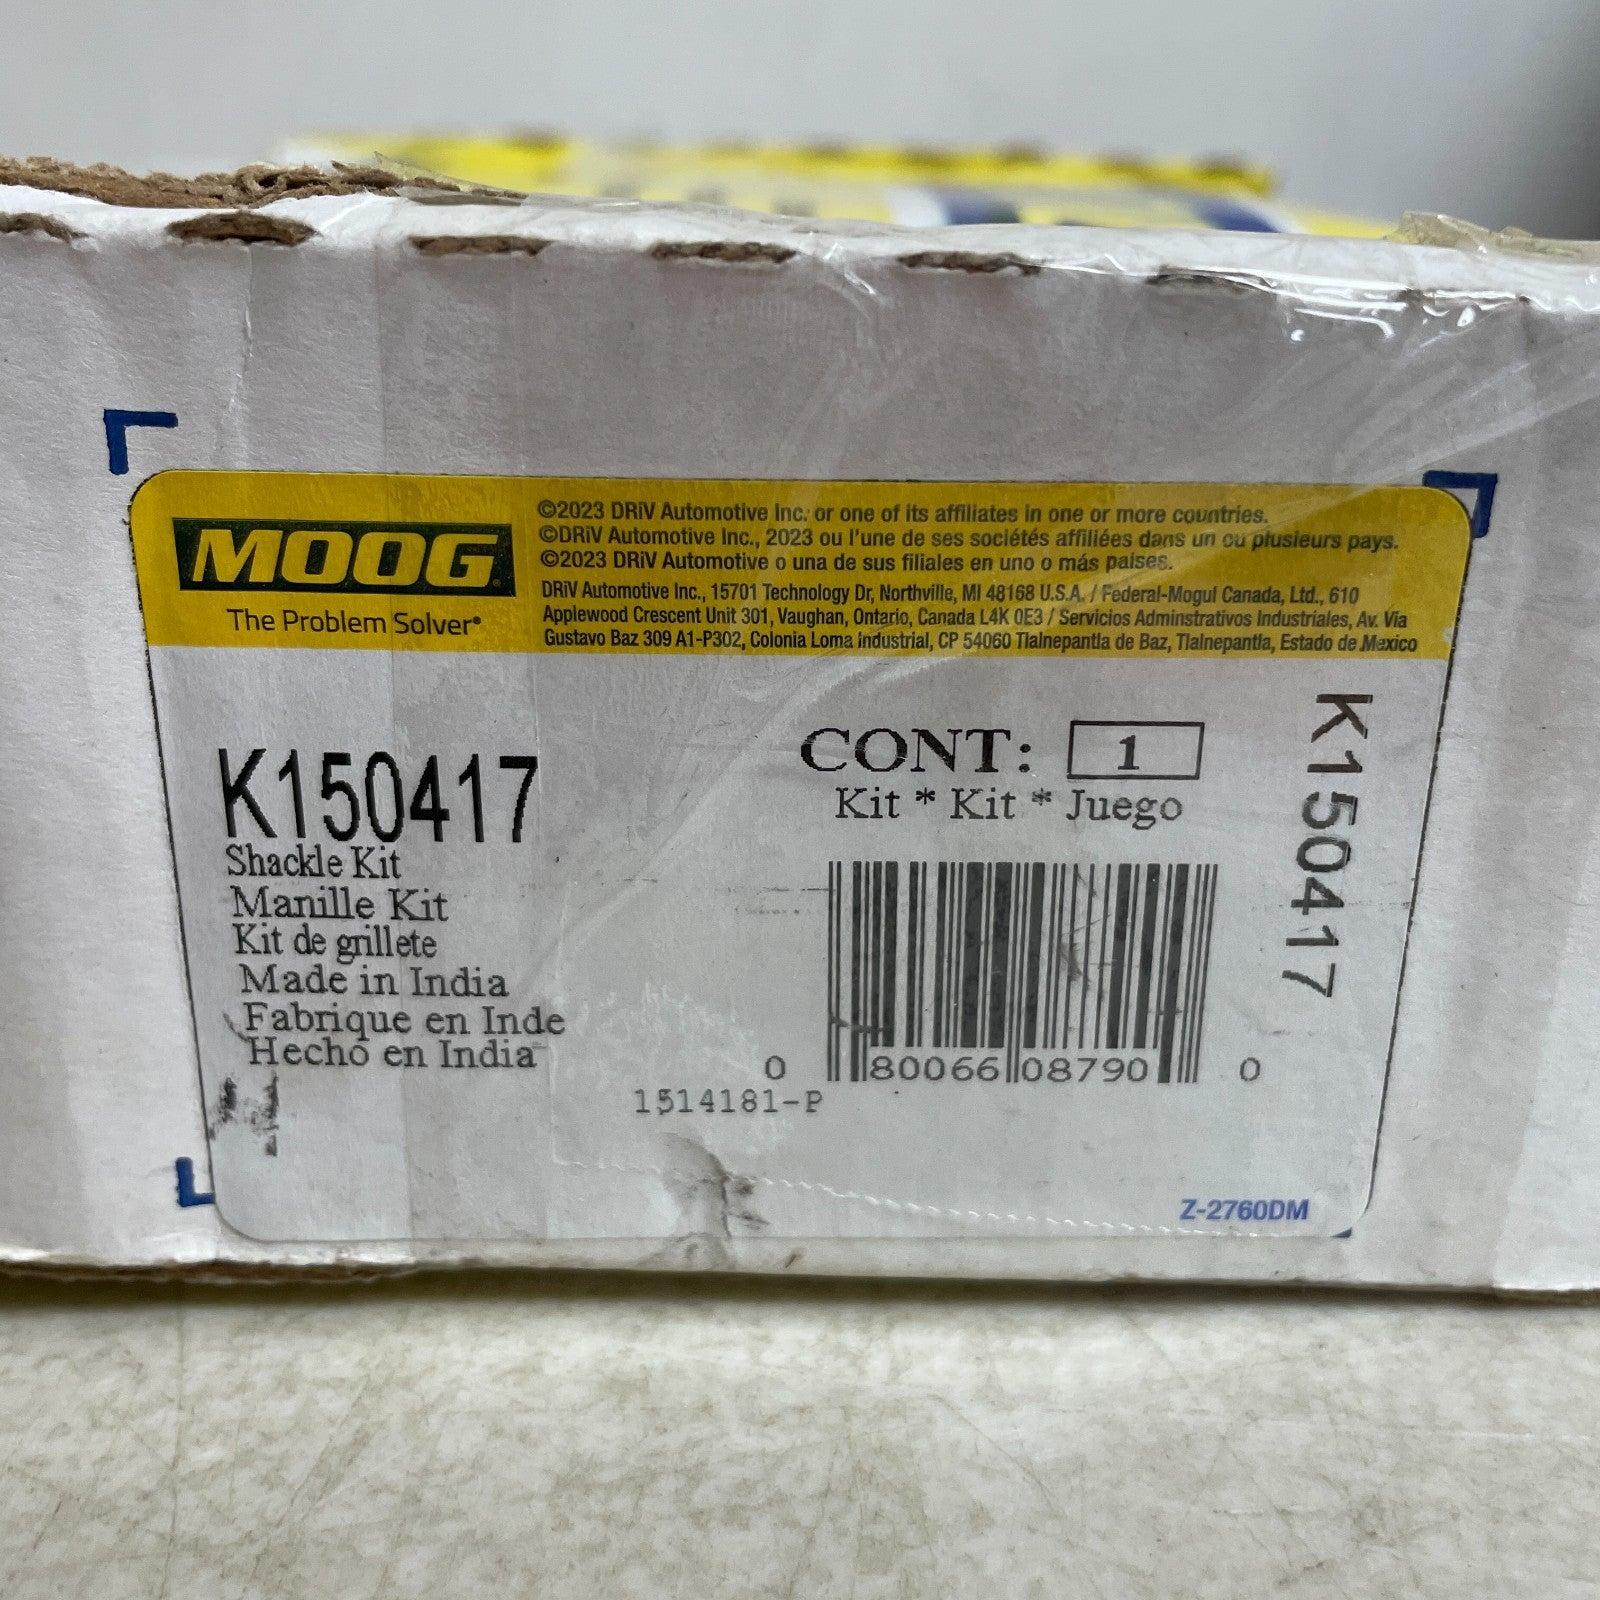 MOOG
The Problem Solver®
©2023 DRiV Automotive Inc. or one of its affiliates in one or more countries.
©DRiV Automotive Inc., 2023 ou l'une de ses sociétés affiliées dans un ou plusieurs pays.
©2023 DRiV Automotive o una de sus filiales en uno o más paises.
DRiV Automotive Inc., 15701 Technology Dr, Northville, MI 48168 U.S.A. / Federal-Mogul Canada, Ltd., 610
Applewood Crescent Unit 301, Vaughan, Ontario, Canada L4K 0E3 / Servicios Adminstrativos Industriales, Av. Via
Gustavo Baz 309 A1-P302, Colonia Loma Industrial, CP 54060 Tlalnepantla de Baz, Tlalnepantla, Estado de Mexico
K150417
Shackle Kit
Manille Kit
Kit de grillete
Made in India
Fabrique en Inde
Hecho en India
CONT: 1
Kit * Kit * Juego
0 80066 08790 0
1514181-P
K150417
Z-2760DM